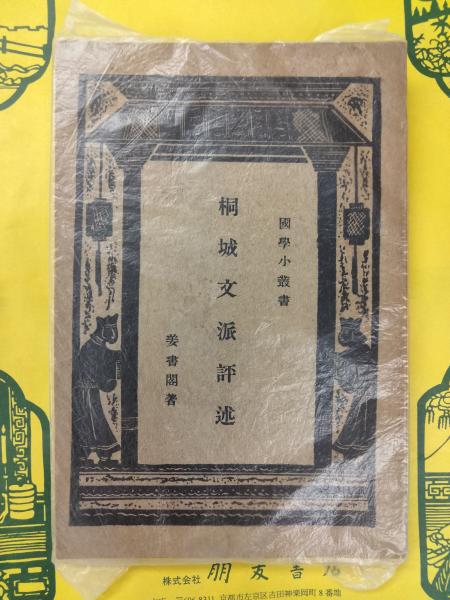 國學小叢書
桐城文派評述
姜書閣著
株式会社 朋友書
京都市左京区吉田神楽岡町8番地